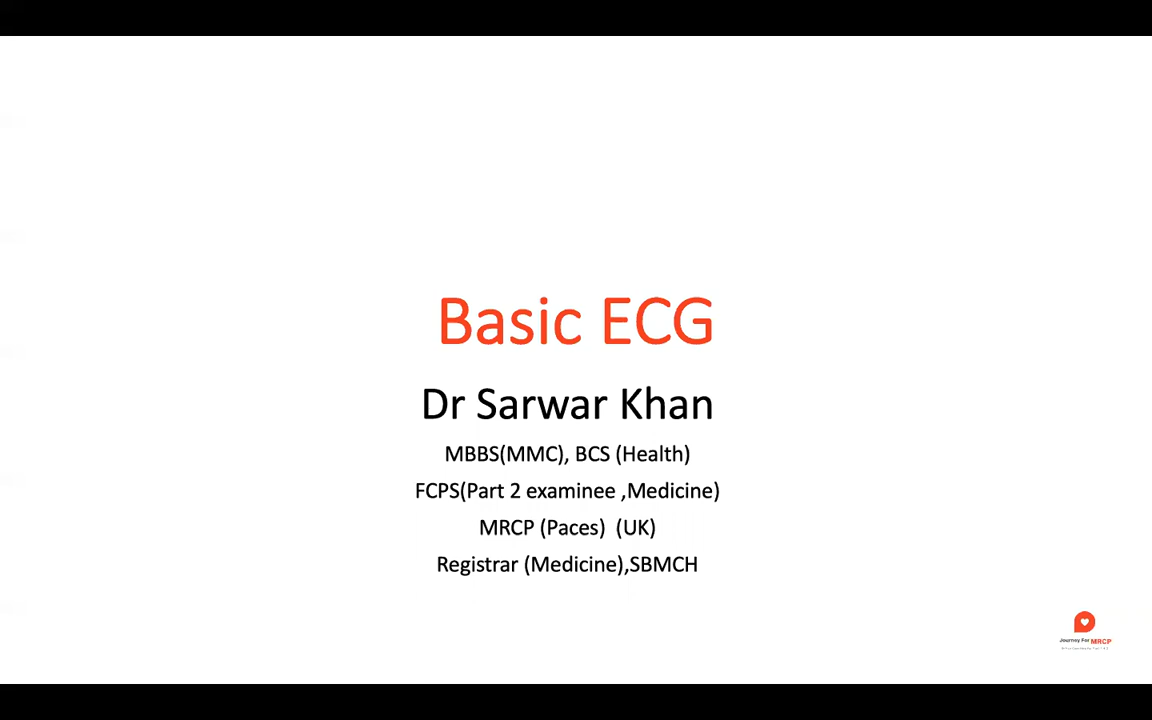 Basic ECG
Dr Sarwar Khan
MBBS(MMC), BCS (Health)
FCPS(Part 2 examinee ,Medicine)
MRCP (Paces) (UK)
Registrar (Medicine),SBMCH
Journey For MRCP